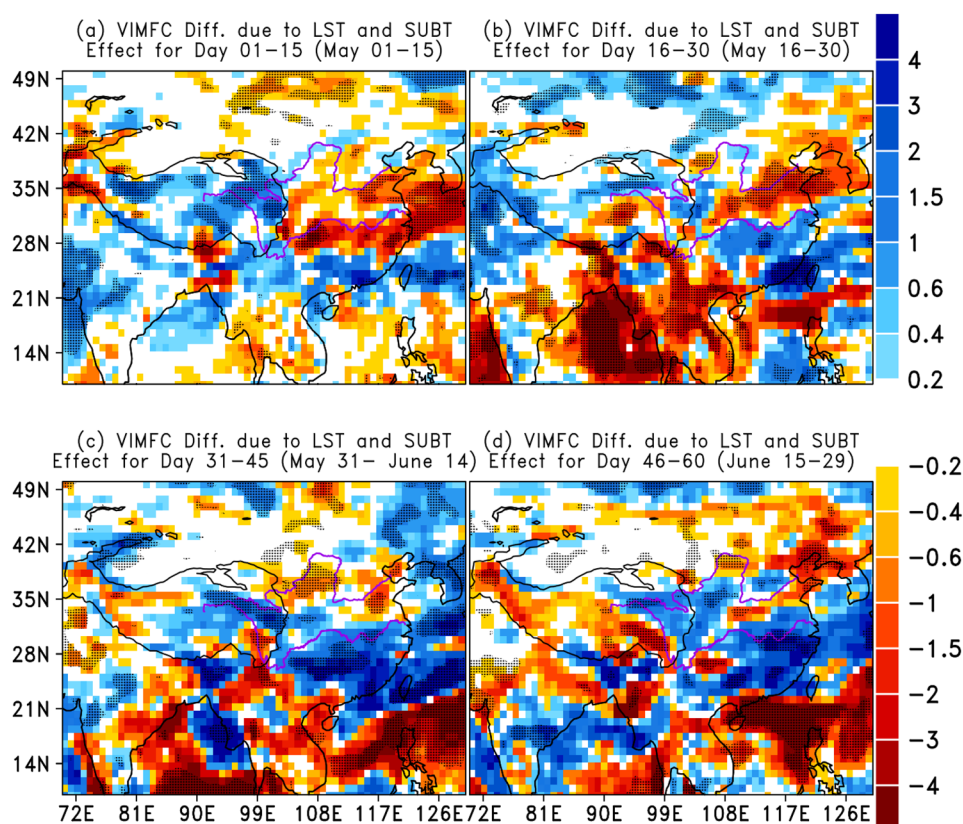 (a) VIMFC Diff. due to LST and SUBT
Effect for Day 01-15 (May 01-15)
(b) VIMFC Diff. due to LST and SUBT
Effect for Day 16-30 (May 16-30)
49N
42N
35N
28N
21N
14N
4
3
2
1.5
1
0.6
0.4
0.2
(c) VIMFC Diff. due to LST and SUBT
Effect for Day 31-45 (May 31- June 14)
(d) VIMFC Diff. due to LST and SUBT
Effect for Day 46-60 (June 15-29)
49N
42N
35N
28N
21N
14N
-0.2
-0.4
-0.6
-1
-1.5
-2
-3
-4
72E 81E 90E 99E 108E 117E 126E
72E 81E 90E 99E 108E 117E 126E